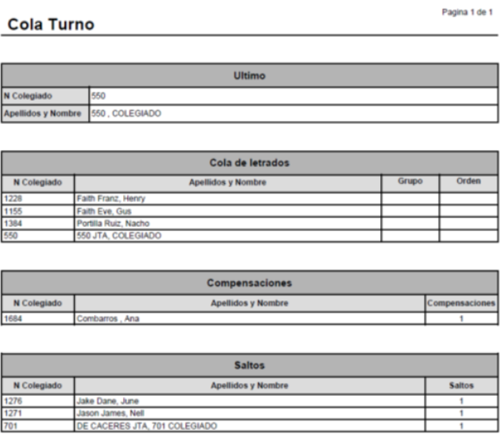 Pagina 1 de 1
Cola Turno
Ultimo
N Colegiado 550
Apellidos y Nombre 550 , COLEGIADO
Cola de letrados
N Colegiado Apellidos y Nombre Grupo Orden
1228 Faith Franz, Henry
1155 Faith Eve, Gus
1384 Portilla Ruiz, Nacho
550 550 JTA, COLEGIADO
Compensaciones
N Colegiado Apellidos y Nombre Compensaciones
1684 Combarros , Ana 1
Saltos
N Colegiado Apellidos y Nombre Saltos
1276 Jake Dane, June 1
1271 Jason James, Nell 1
701 DE CACERES JTA, 701 COLEGIADO 1